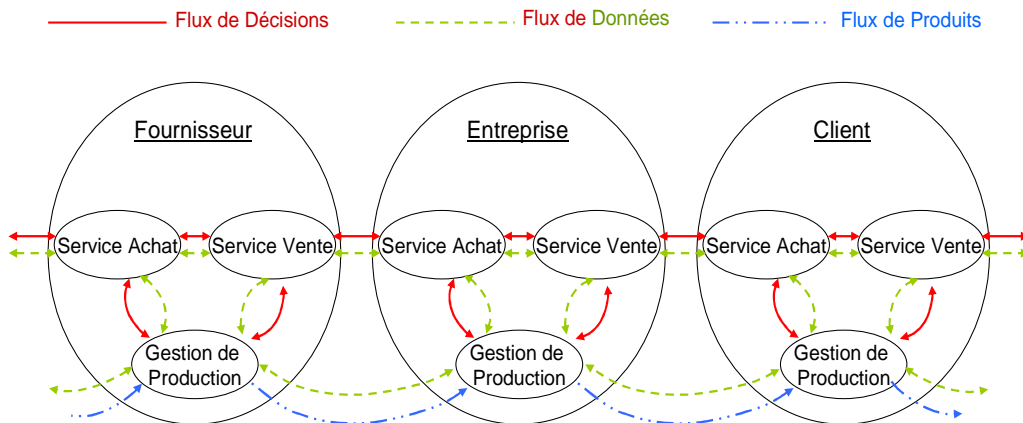 Flux de Décisions
Flux de Données
Flux de Produits
Fournisseur
Entreprise
Client
Service Achat
Service Vente
Service Achat
Service Vente
Service Achat
Service Vente
Gestion de
Production
Gestion de
Production
Gestion de
Production